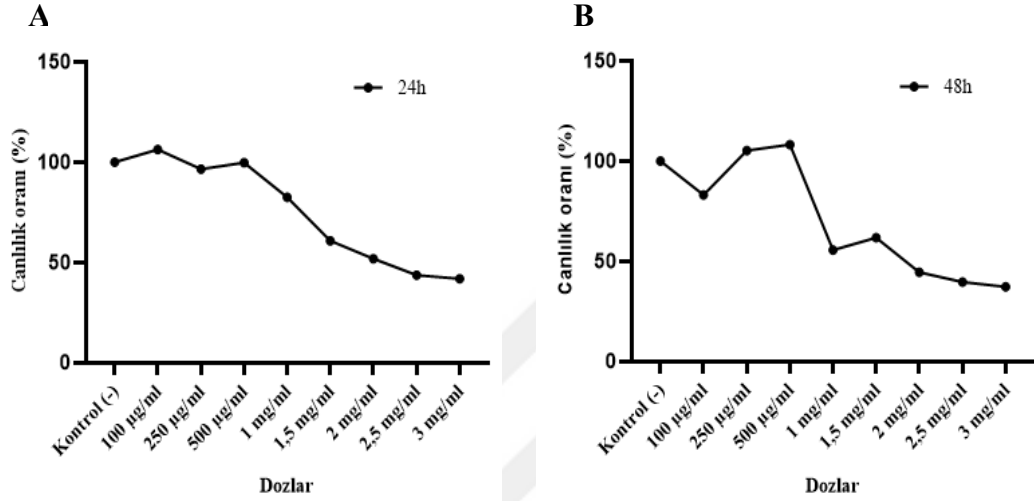 A
150
100
50
0
Canlılık oranı (%)
24h
Kontrol (-)
100 µg/ml
250 µg/ml
500 µg/ml
1 mg/ml
1,5 mg/ml
2 mg/ml
2,5 mg/ml
3 mg/ml
Dozlar
B
150
100
50
0
Canlılık oranı (%)
48h
Kontrol (-)
100 µg/ml
250 µg/ml
500 µg/ml
1 mg/ml
1,5 mg/ml
2 mg/ml
2,5 mg/ml
3 mg/ml
Dozlar